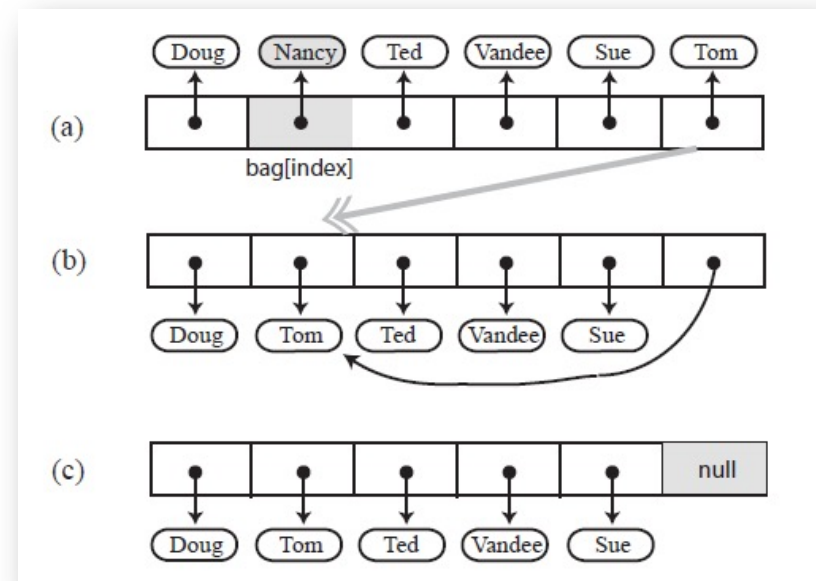 Doug Nancy Ted Vandee Sue Tom
(a)
bag[index]
(b)
Doug Tom Ted Vandee Sue
(c) null
Doug Tom Ted Vandee Sue